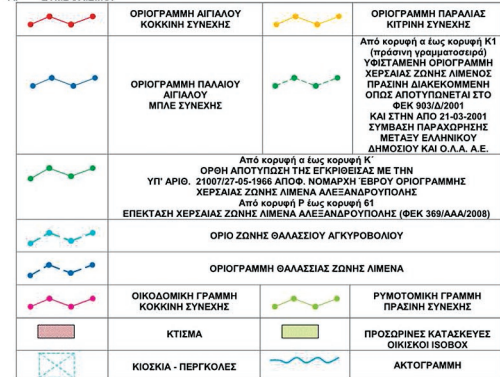 ΟΡΙΟΓΡΑΜΜΗ ΑΙΓΙΑΛΟΥ
ΚΟΚΚΙΝΗ ΣΥΝΕΧΗΣ
ΟΡΙΟΓΡΑΜΜΗ ΠΑΡΑΛΙΑΣ
ΚΙΤΡΙΝΗ ΣΥΝΕΧΗΣ
ΟΡΙΟΓΡΑΜΜΗ ΠΑΛΑΙΟΥ
ΑΙΓΙΑΛΟΥ
ΜΠΛΕ ΣΥΝΕΧΗΣ
Από κορυφή α έως κορυφή Κ1
(πράσινη γραμματοσειρά)
ΥΦΙΣΤΑΜΕΝΗ ΟΡΙΟΓΡΑΜΜΗ
ΧΕΡΣΑΙΑΣ ΖΩΝΗΣ ΛΙΜΕΝΟΣ
ΠΡΑΣΙΝΗ ΔΙΑΚΕΚΟΜΜΕΝΗ
ΟΠΩΣ ΑΠΟΤΥΠΩΝΕΤΑΙ ΣΤΟ
ΦΕΚ 903/Δ/2001
ΚΑΙ ΣΤΗΝ ΑΠΟ 21-03-2001
ΣΥΜΒΑΣΗ ΠΑΡΑΧΩΡΗΣΗΣ
ΜΕΤΑΞΥ ΕΛΛΗΝΙΚΟΥ
ΔΗΜΟΣΙΟΥ ΚΑΙ Ο.Λ.Α. Α.Ε.
Από κορυφή α έως κορυφή Κ΄
ΟΡΘΗ ΑΠΟΤΥΠΩΣΗ ΤΗΣ ΕΓΚΡΙΘΕΙΣΑΣ ΜΕ ΤΗΝ
ΥΠ' ΑΡΙΘ. 21007/27-05-1966 ΑΠΟΦ. ΝΟΜΑΡΧΗ ΈΒΡΟΥ ΟΡΙΟΓΡΑΜΜΗΣ
ΧΕΡΣΑΙΑΣ ΖΩΝΗΣ ΛΙΜΕΝΑ ΑΛΕΞΑΝΔΡΟΥΠΟΛΗΣ
Από κορυφή Ρ έως κορυφή 61
ΕΠΕΚΤΑΣΗ ΧΕΡΣΑΙΑΣ ΖΩΝΗΣ ΛΙΜΕΝΑ ΑΛΕΞΑΝΔΡΟΥΠΟΛΗΣ (ΦΕΚ 369/ΑΑΑ/2008)
ΟΡΙΟ ΖΩΝΗΣ ΘΑΛΑΣΣΙΟΥ ΑΓΚΥΡΟΒΟΛΙΟΥ
ΟΡΙΟΓΡΑΜΜΗ ΘΑΛΑΣΣΙΑΣ ΖΩΝΗΣ ΛΙΜΕΝΑ
ΟΙΚΟΔΟΜΙΚΗ ΓΡΑΜΜΗ
ΚΟΚΚΙΝΗ ΣΥΝΕΧΗΣ
ΡΥΜΟΤΟΜΙΚΗ ΓΡΑΜΜΗ
ΠΡΑΣΙΝΗ ΣΥΝΕΧΗΣ
ΚΤΙΣΜΑ
ΠΡΟΣΩΡΙΝΕΣ ΚΑΤΑΣΚΕΥΕΣ
ΟΙΚΙΣΚΟΙ ISOBOX
ΚΙΟΣΚΙΑ - ΠΕΡΓΚΟΛΕΣ
ΑΚΤΟΓΡΑΜΜΗ